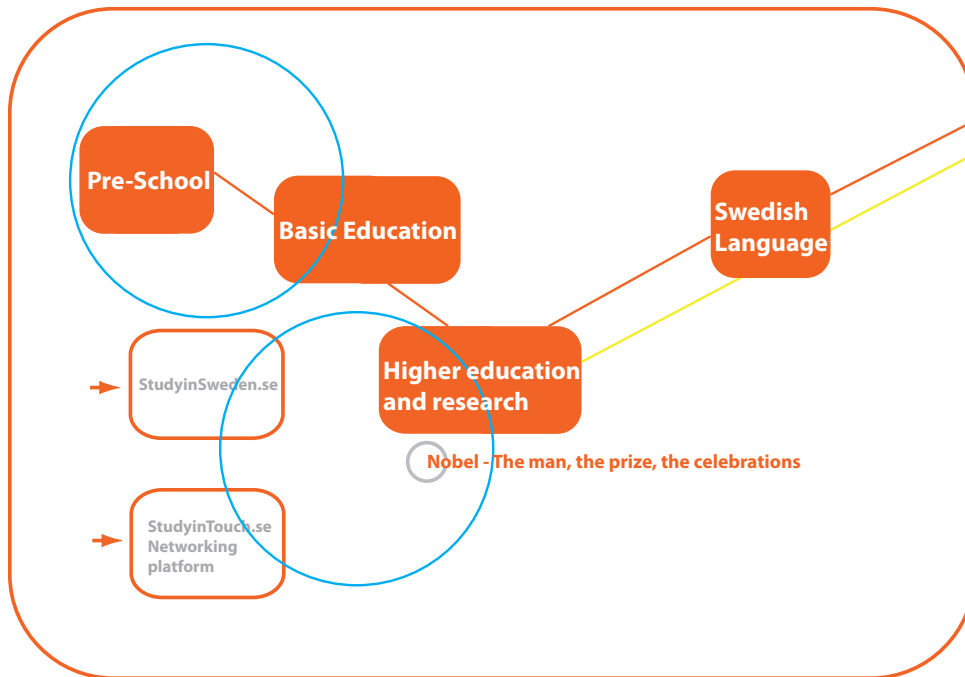 Pre-School
Basic Education
Swedish
Language
Higher education
and research
StudyinSweden.se
Nobel - The man, the prize, the celebrations
StudyinTouch.se
Networking
platform